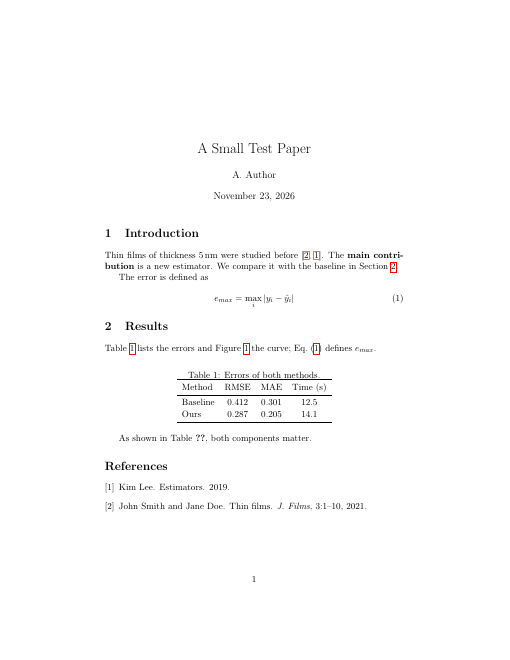 A Small Test Paper
A. Author
November 23, 2026
1 Introduction
Thin films of thickness 5 nm were studied before [2, 1]. The main contri-
bution is a new estimator. We compare it with the baseline in Section 2.
The error is defined as
e_max = max_i |y_i − ŷ_i| (1)
2 Results
Table 1 lists the errors and Figure 1 the curve; Eq. (1) defines e_max.
Table 1: Errors of both methods.
Method RMSE MAE Time (s)
Baseline 0.412 0.301 12.5
Ours 0.287 0.205 14.1
As shown in Table ??, both components matter.
References
[1] Kim Lee. Estimators. 2019.
[2] John Smith and Jane Doe. Thin films. J. Films, 3:1–10, 2021.
1